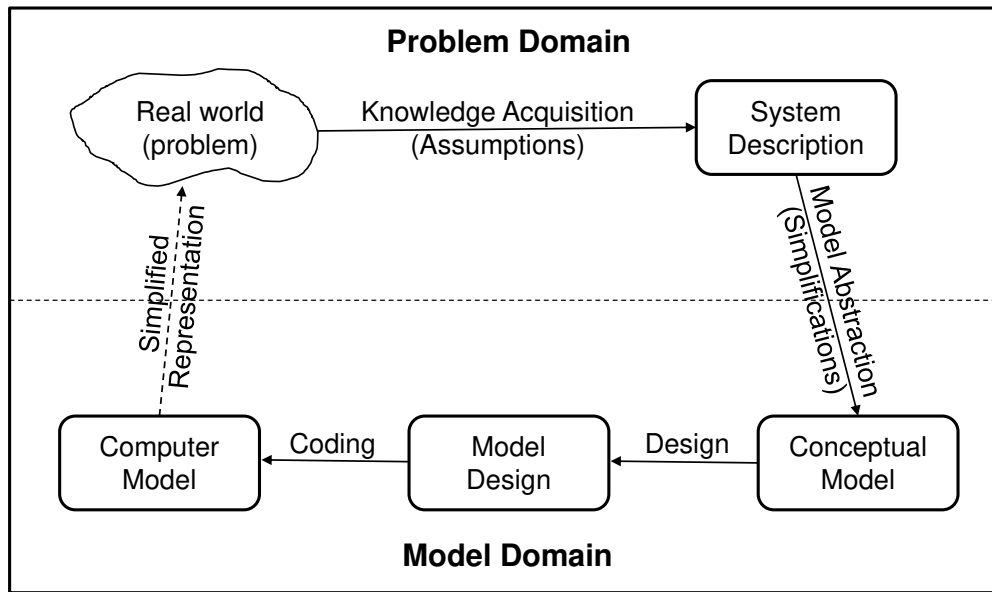 Problem Domain
Real world
(problem)
Knowledge Acquisition
(Assumptions)
System
Description
Model Abstraction
(Simplifications)
Simplified
Representation
Computer
Model
Coding
Model
Design
Design
Conceptual
Model
Model Domain